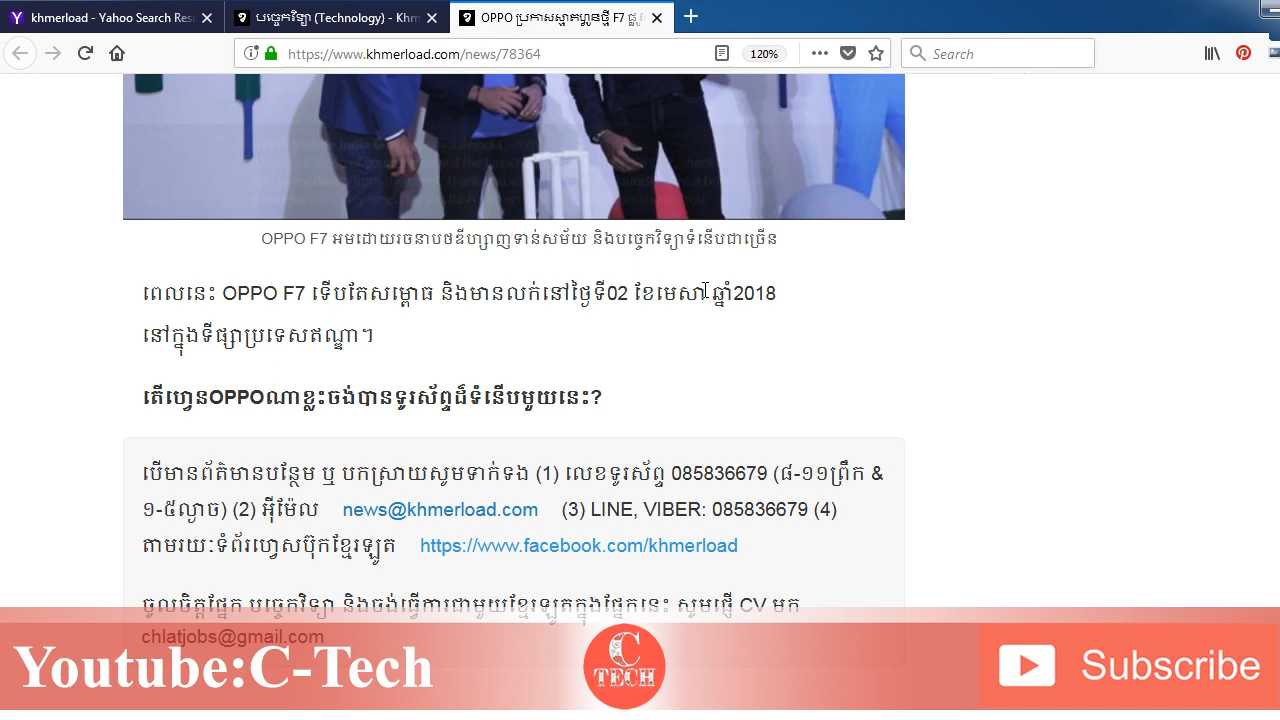 khmerload - Yahoo Search Res
បច្ចេកវិទ្យា (Technology) - Khm
OPPO ប្រកាសស្មាតហ្វូនថ្មី F7 ផ្លូវ
https://www.khmerload.com/news/78364
120%
Search
OPPO F7 អមដោយរចនាបថឌីហ្សាញទាន់សម័យ និងបច្ចេកវិទ្យាទំនើបជាច្រើន
ពេលនេះ OPPO F7 ទើបតែសម្ពោធ និងមានលក់នៅថ្ងៃទី02 ខែមេសា ឆ្នាំ2018
នៅក្នុងទីផ្សាប្រទេសឥណ្ឌា។
តើហ្វេនOPPOណាខ្លះចង់បានទូរស័ព្ទដ៏ទំនើបមួយនេះ?
បើមានព័ត៌មានបន្ថែម ឬ បកស្រាយសូមទាក់ទង (1) លេខទូរស័ព្ទ 085836679 (៨-១១ព្រឹក &
១-៥ល្ងាច) (2) អ៊ីម៉ែល news@khmerload.com (3) LINE, VIBER: 085836679 (4)
តាមរយៈទំព័រហ្វេសប៊ុកខ្មែរឡូត https://www.facebook.com/khmerload
ចូលចិត្តផ្នែក បច្ចេកវិទ្យា និងចង់ធ្វើការជាមួយខ្មែរឡូតក្នុងផ្នែកនេះ សូមផ្ញើ CV មក
chlatjobs@gmail.com
Youtube:C-Tech
C
TECH
Subscribe